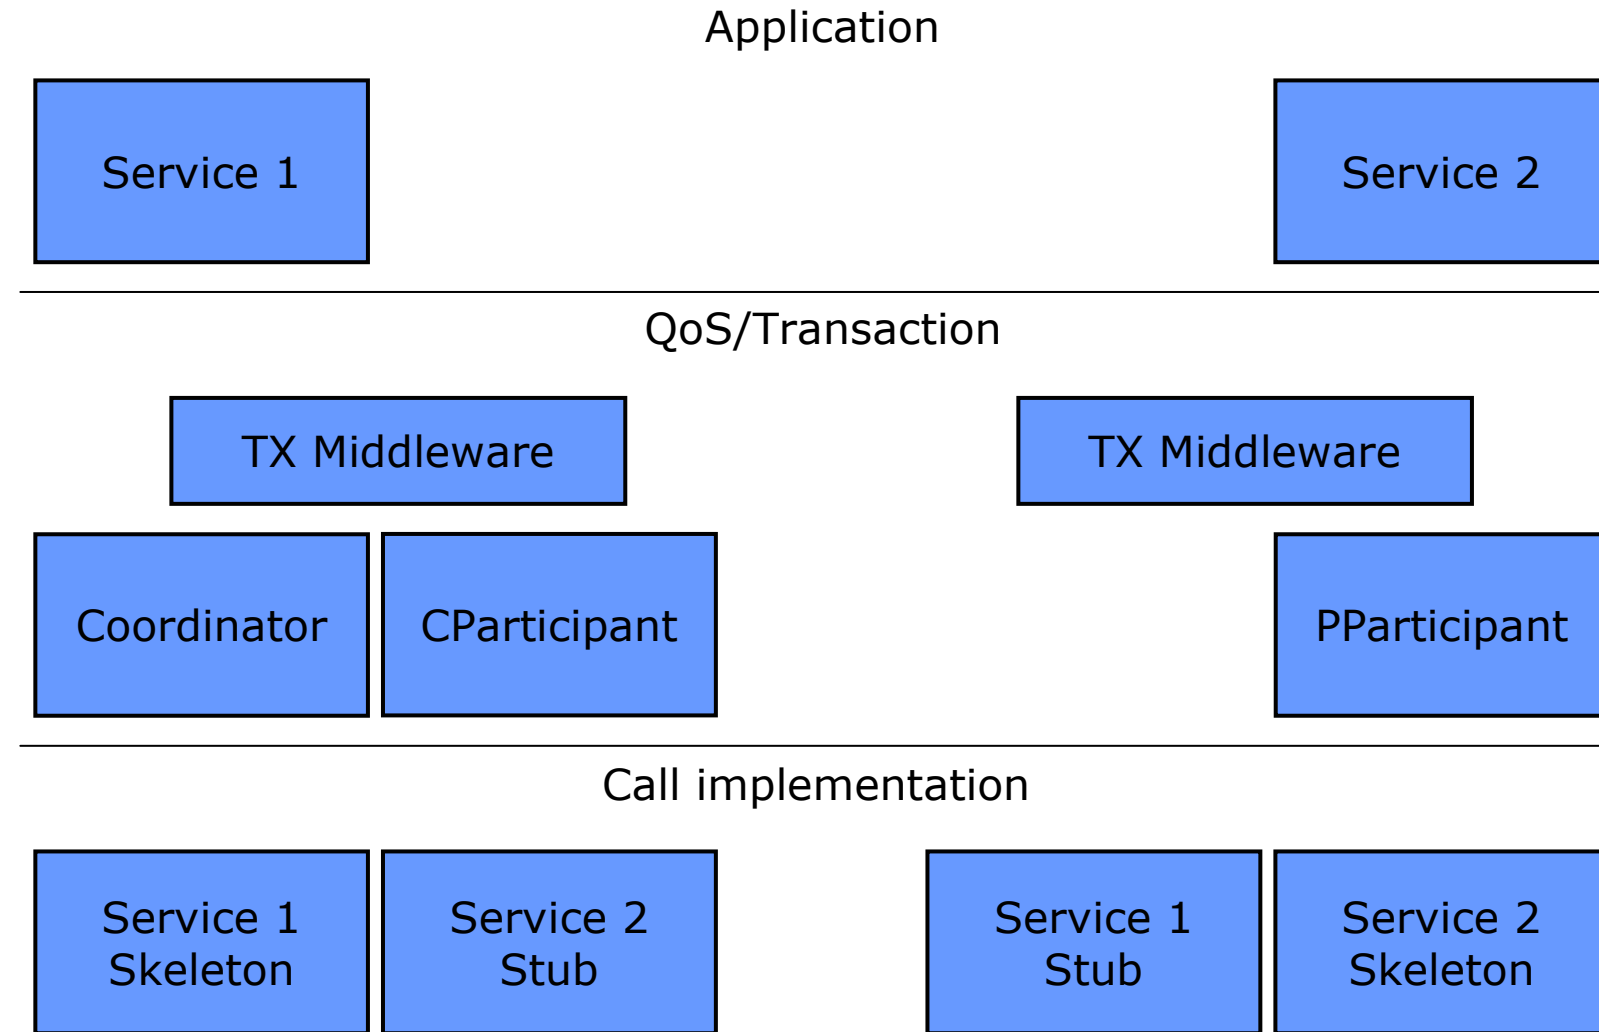 Application
Service 1
Service 2
QoS/Transaction
TX Middleware
TX Middleware
Coordinator
CParticipant
PParticipant
Call implementation
Service 1
Skeleton
Service 2
Stub
Service 1
Stub
Service 2
Skeleton